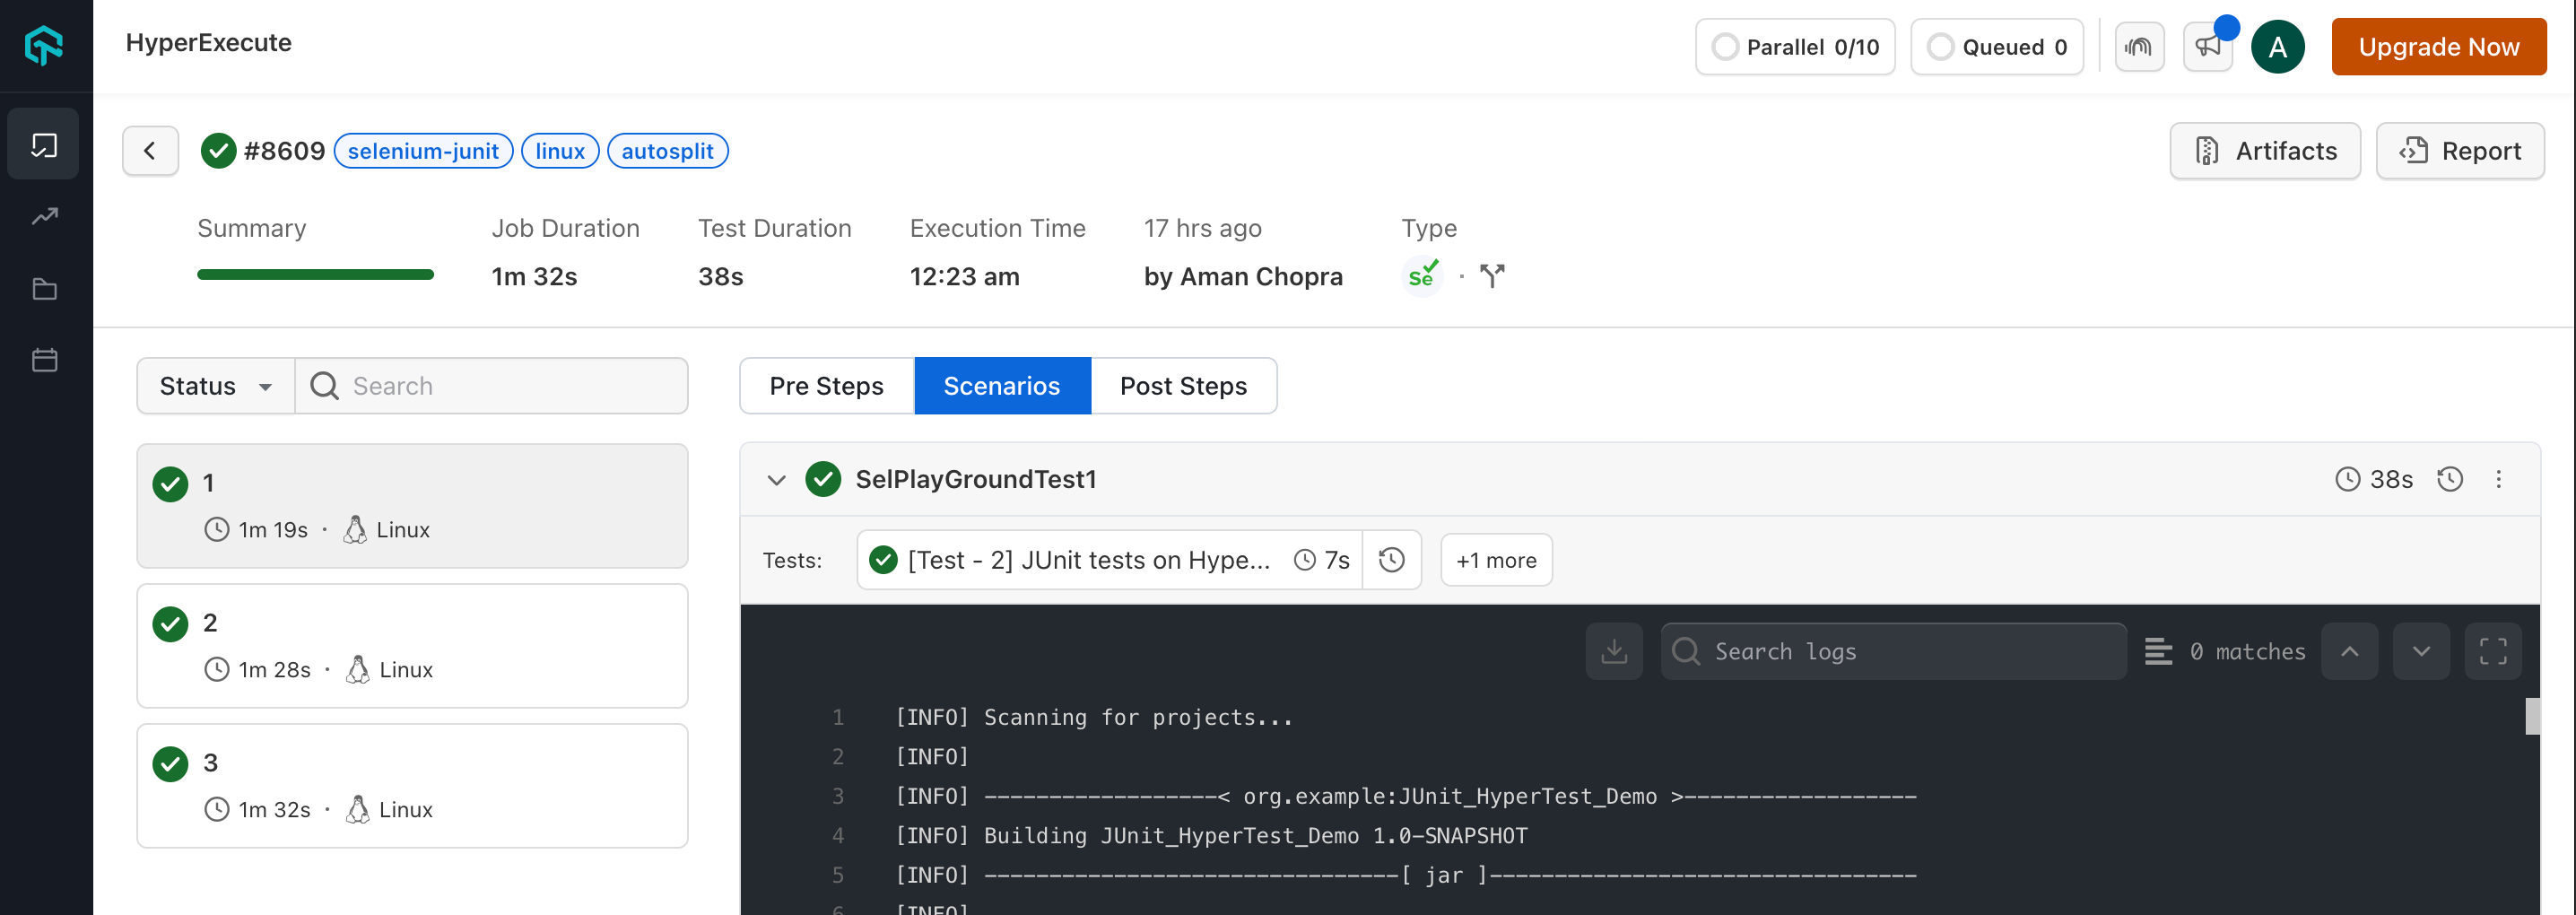 HyperExecute
Parallel 0/10
Queued 0
A
Upgrade Now
#8609
selenium-junit
linux
autosplit
Artifacts
Report
Summary
Job Duration
Test Duration
Execution Time
17 hrs ago
Type
1m 32s
38s
12:23 am
by Aman Chopra
Se
Status
Search
Pre Steps
Scenarios
Post Steps
1
1m 19s · Linux
2
1m 28s · Linux
3
1m 32s · Linux
SelPlayGroundTest1
38s
Tests:
[Test - 2] JUnit tests on Hype...
7s
+1 more
Search logs
0 matches
1 [INFO] Scanning for projects...
2 [INFO]
3 [INFO] ------------------< org.example:JUnit_HyperTest_Demo >------------------
4 [INFO] Building JUnit_HyperTest_Demo 1.0-SNAPSHOT
5 [INFO] --------------------------------[ jar ]---------------------------------
6 [INFO]